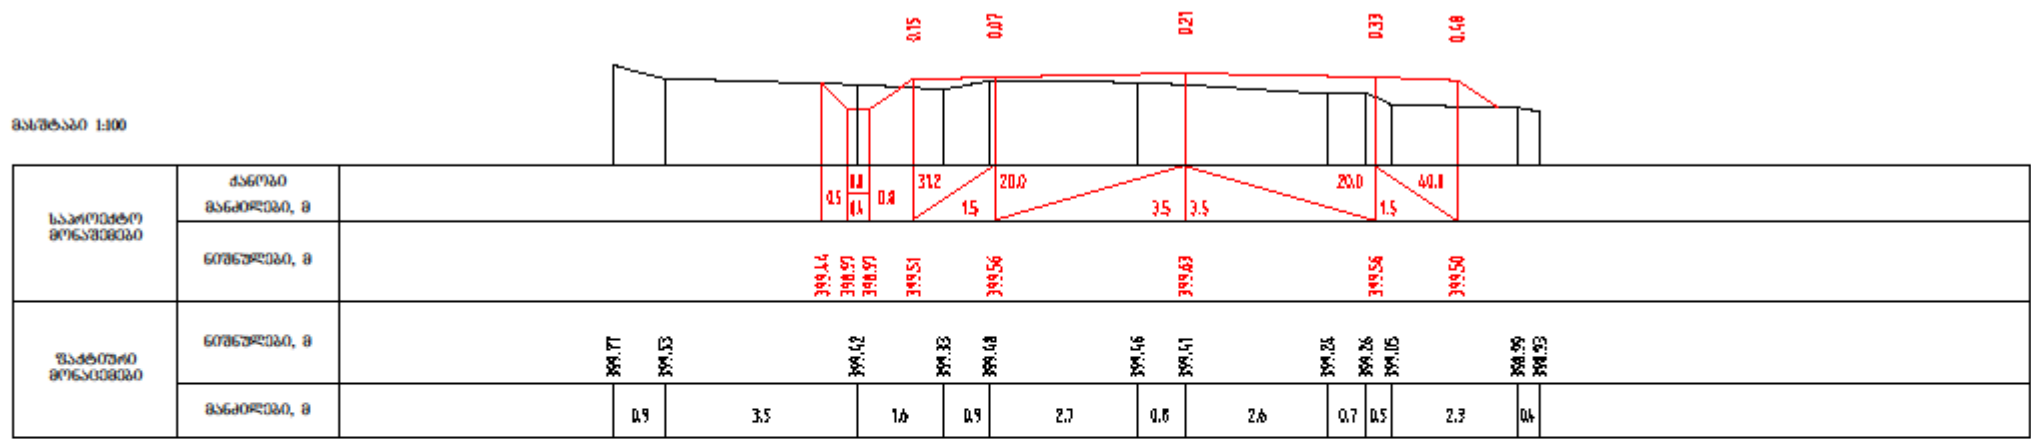 0.15 0.07 0.21 0.33 0.48
მასშტაბი 1:100
საპროექტო
მონაშემები
ქანობი
მანძილები, მ
0.5 0.4 0.8 31.2 1.5 20.0 3.5 3.5 20.0 1.5 40.0
ნიშნულები, მ
399.44 398.97 398.97 399.51 399.56 399.63 399.56 399.50
ფაქტიური
მონაცემები
ნიშნულები, მ
399.77 399.53 399.42 399.33 399.48 399.46 399.41 399.24 399.26 399.05 398.99 398.93
მანძილები, მ
0.9 3.5 1.6 0.9 2.7 0.8 2.6 0.7 0.5 2.3 0.4